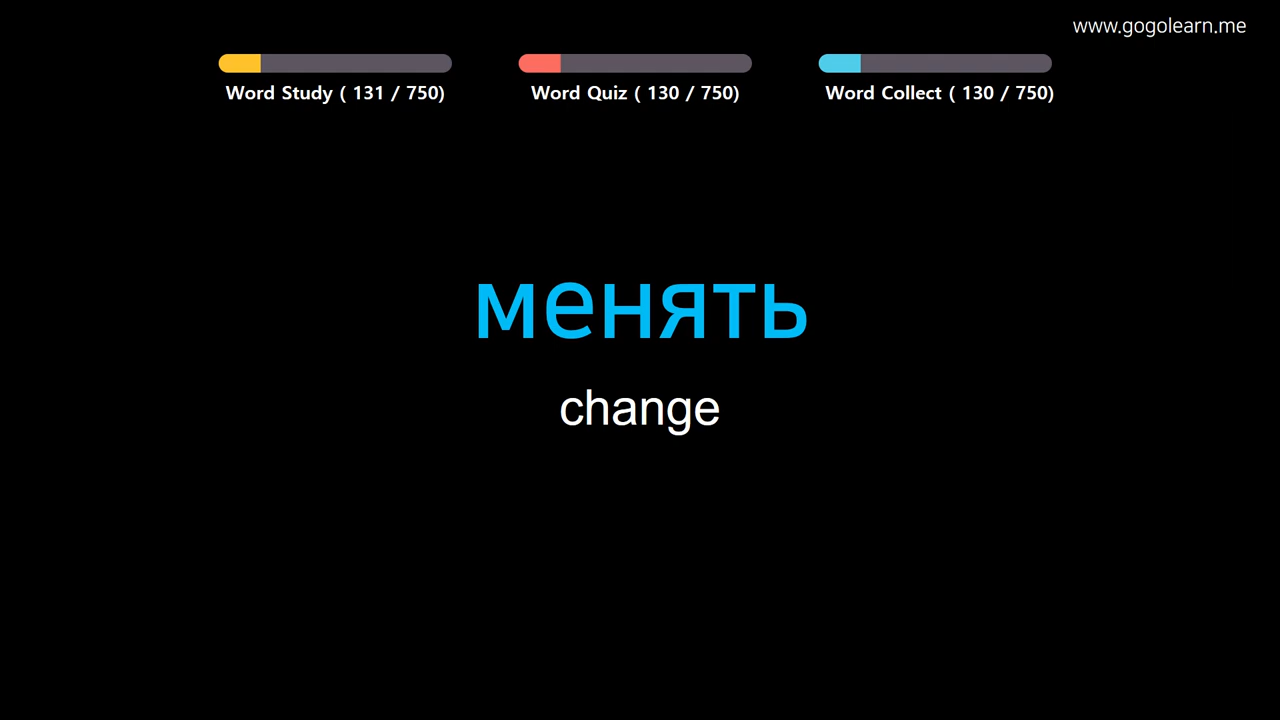 www.gogolearn.me
Word Study ( 131 / 750)
Word Quiz ( 130 / 750)
Word Collect ( 130 / 750)
менять
change